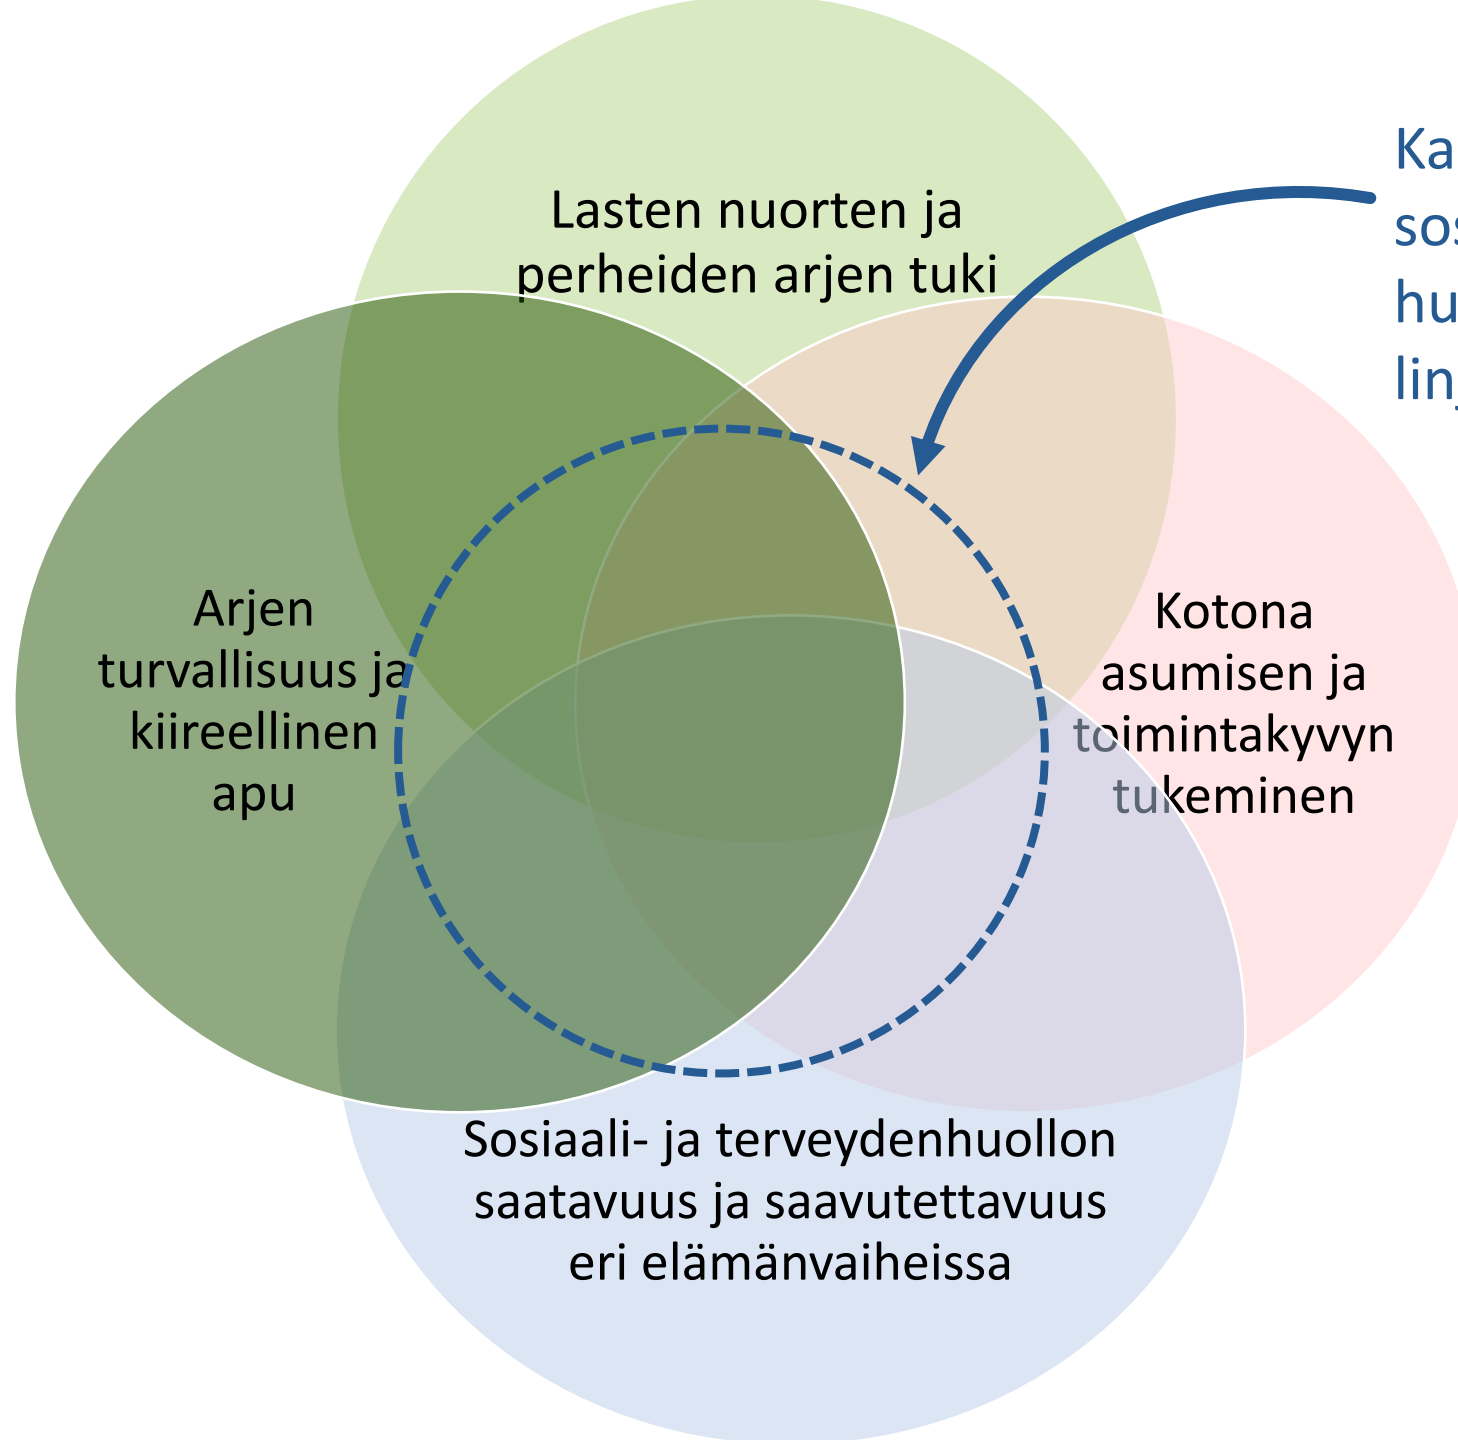 Lasten nuorten ja
perheiden arjen tuki
Arjen
turvallisuus ja
kiireellinen
apu
Kotona
asumisen ja
toimintakyvyn
tukeminen
Sosiaali- ja terveydenhuollon
saatavuus ja saavutettavuus
eri elämänvaiheissa